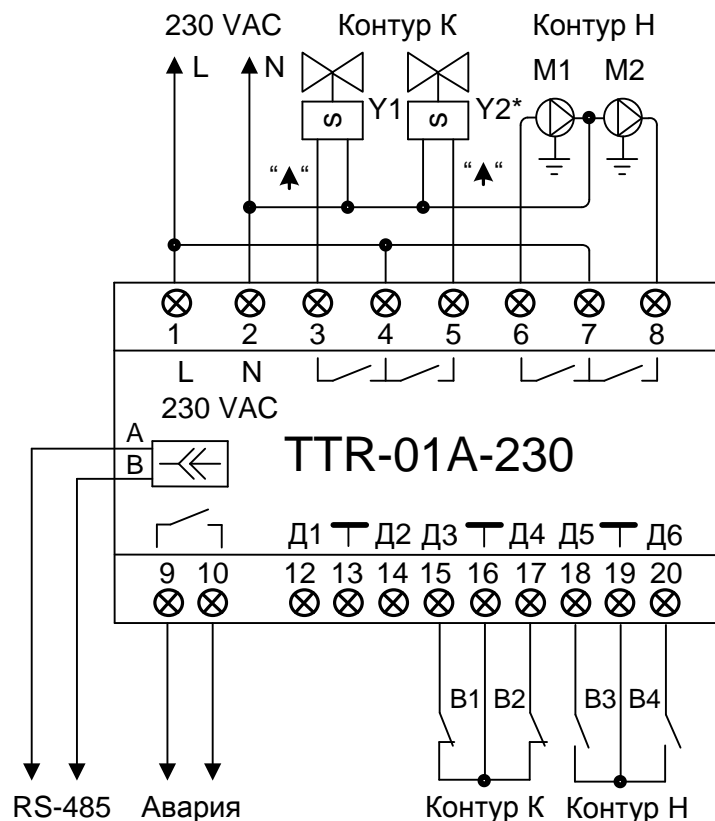 230 VAC Контур К Контур Н
L N M1 M2
S Y1 S Y2*
“ “ “ “
1 2 3 4 5 6 7 8
L N
230 VAC
A
B
TTR-01A-230
Д1 Д2 Д3 Д4 Д5 Д6
9 10 12 13 14 15 16 17 18 19 20
B1 B2 B3 B4
RS-485 Авария Контур К Контур Н